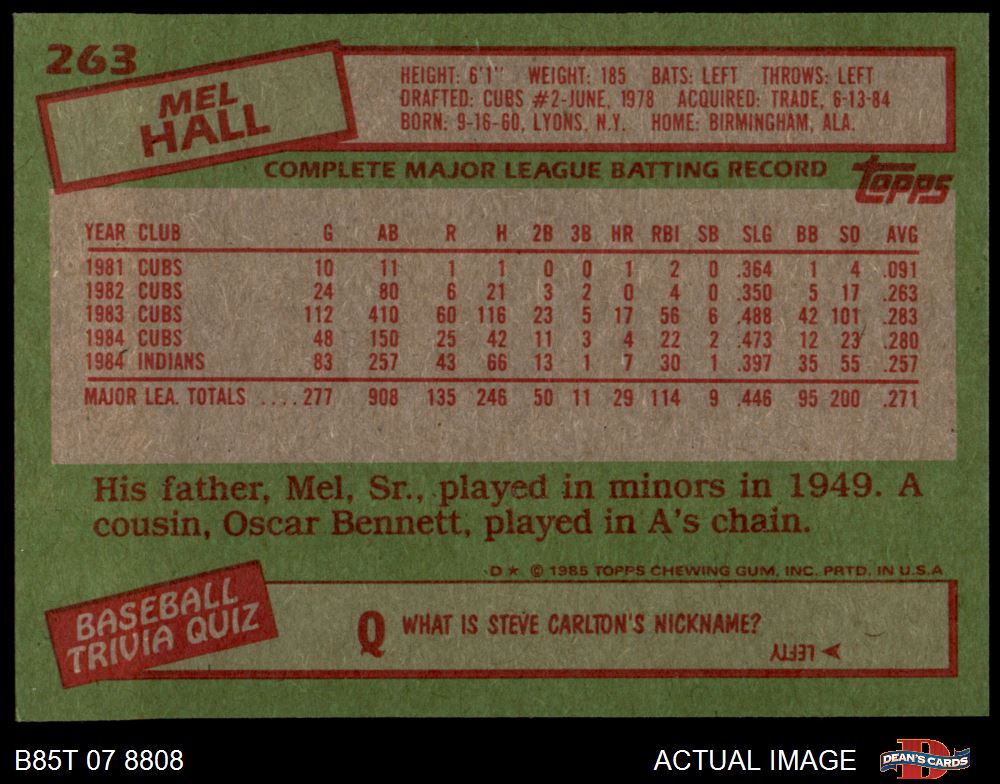 263
MEL
HALL
HEIGHT: 6'1" WEIGHT: 185 BATS: LEFT THROWS: LEFT
DRAFTED: CUBS #2-JUNE, 1978 ACQUIRED: TRADE, 6-13-84
BORN: 9-16-60, LYONS, N.Y. HOME: BIRMINGHAM, ALA.
COMPLETE MAJOR LEAGUE BATTING RECORD
topps
YEAR CLUB G AB R H 2B 3B HR RBI SB SLG BB SO AVG
1981 CUBS 10 11 1 1 0 0 1 2 0 .364 1 4 .091
1982 CUBS 24 80 6 21 3 2 0 4 0 .350 5 17 .263
1983 CUBS 112 410 60 116 23 5 17 56 6 .488 42 101 .283
1984 CUBS 48 150 25 42 11 3 4 22 2 .473 12 23 .280
1984 INDIANS 83 257 43 66 13 1 7 30 1 .397 35 55 .257
MAJOR LEA. TOTALS ....277 908 135 246 50 11 29 114 9 .446 95 200 .271
His father, Mel, Sr., played in minors in 1949. A
cousin, Oscar Bennett, played in A's chain.
D * © 1985 TOPPS CHEWING GUM, INC. PRTD. IN U.S.A
BASEBALL
TRIVIA QUIZ
Q WHAT IS STEVE CARLTON'S NICKNAME?
LEFTY
B85T 07 8808
ACTUAL IMAGE
D
DEAN'S CARDS